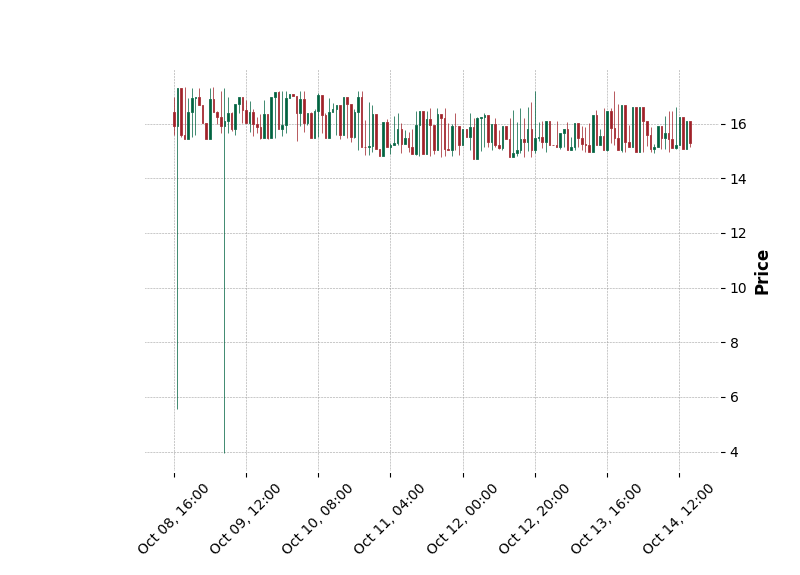 16
14
12
10
8
6
4
Price
Oct 08, 16:00
Oct 09, 12:00
Oct 10, 08:00
Oct 11, 04:00
Oct 12, 00:00
Oct 12, 20:00
Oct 13, 16:00
Oct 14, 12:00